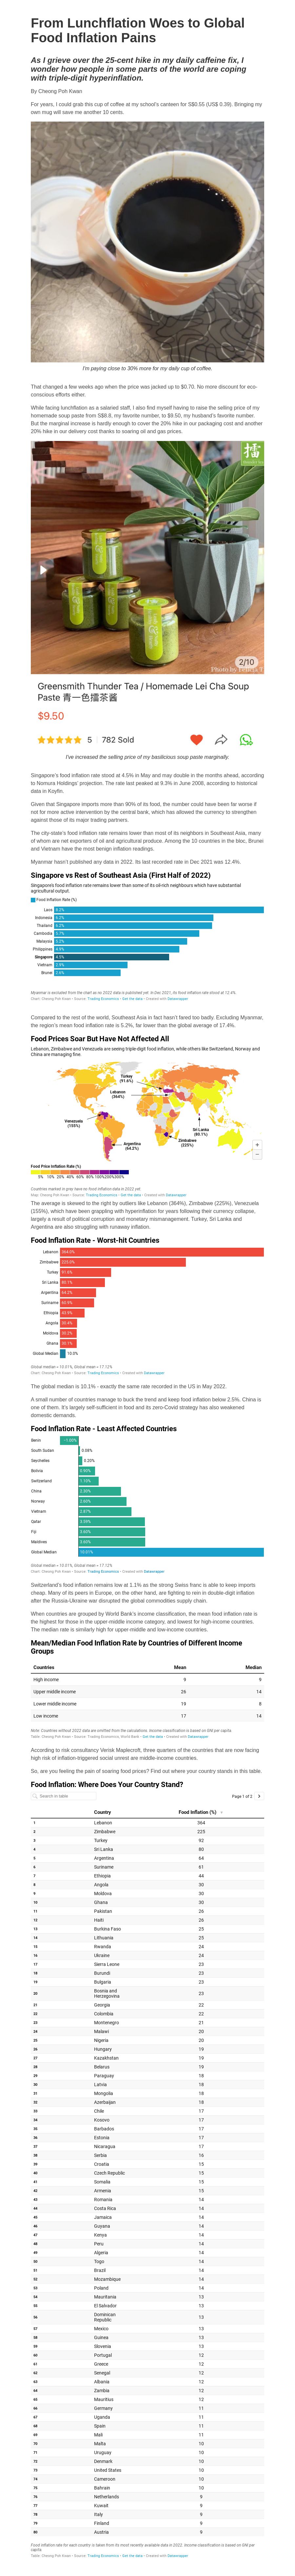 From Lunchflation Woes to Global
Food Inflation Pains
As I grieve over the 25-cent hike in my daily caffeine fix, I
wonder how people in some parts of the world are coping
with triple-digit hyperinflation.
By Cheong Poh Kwan
For years, I could grab this cup of coffee at my school's canteen for S$0.55 (US$ 0.39). Bringing my
own mug will save me another 10 cents.
I'm paying close to 30% more for my daily cup of coffee.
That changed a few weeks ago when the price was jacked up to $0.70. No more discount for eco-
conscious efforts either.
While facing lunchflation as a salaried staff, I also find myself having to raise the selling price of my
homemade soup paste from S$8.8, my favorite number, to $9.50, my husband's favorite number.
But the marginal increase is hardly enough to cover the 20% hike in our packaging cost and another
20% hike in our delivery cost thanks to soaring oil and gas prices.
擂
2/10
Greensmith Thunder Tea / Homemade Lei Cha Soup
Paste 青一色擂茶酱
$9.50
5 782 Sold
I've increased the selling price of my basilicious soup paste marginally.
Singapore's food inflation rate stood at 4.5% in May and may double in the months ahead, according
to Nomura Holdings' projection. The rate last peaked at 9.3% in June 2008, according to historical
data in Koyfin.
Given that Singapore imports more than 90% of its food, the number could have been far worse if
not for more active intervention by the central bank, which has allowed the currency to strengthen
against those of its major trading partners.
The city-state's food inflation rate remains lower than most of its neighbors in Southeast Asia, many
of whom are net exporters of oil and agricultural produce. Among the 10 nations in the bloc, Brunei
and Vietnam have the most benign inflation readings.
Myanmar hasn't published any data in 2022. Its last recorded rate in Dec 2021 was 12.4%.
Singapore vs Rest of Southeast Asia (First Half of 2022)
Singapore's food inflation rate remains lower than some of its all-rich neighbours which have substantial
agricultural output.
Food Inflation Rate (%)
Laos
Indonesia
Thailand
Cambodia
Malaysia
Philippines
Singapore
Vietnam
Brunei
Myanmar is excluded from the chart as no 2022 data is published yet. In Dec 2021, its food inflation rate stood at 12.4%.
Chart: Cheong Poh Kwan • Source: Trading Economics • Get the data • Created with Datawrapper
Compared to the rest of the world, Southeast Asia in fact hasn't fared too badly. Excluding Myanmar,
the region's mean food inflation rate is 5.2%, far lower than the global average of 17.4%.
Food Prices Soar But Have Not Affected All
Lebanon, Zimbabwe and Venezuela are seeing triple-digit food inflation, while others like Switzerland, Norway and
China are managing fine.
Turkey
(91.6%)
Lebanon
(364%)
Venezuela
(155%)
Sri Lanka
(80.1%)
Zimbabwe
(225%)
Argentina
(64.2%)
Food Price Inflation Rate (%)
5% 10% 20% 40% 60% 80% 100%200%300%
Countries marked in grey have no food inflation data in 2022 yet.
Map: Cheong Poh Kwan • Source: Trading Economics • Get the data • Created with Datawrapper
The average is skewed to the right by outliers like Lebanon (364%), Zimbabwe (225%), Venezuela
(155%), where people are struggling with hyperinflation in their post-2020 economic collapse,
largely a result of political corruption and monetary mismanagement. Turkey, Sri Lanka and
Argentina are also struggling with runaway inflation.
Food Inflation Rate - Worst-hit Countries
Lebanon 364.0%
Zimbabwe
Turkey 91.6%
Sri Lanka 80.1%
Argentina 64.2%
Suriname
Ethiopia
Angola
Moldova
Ghana
Global Median 10.0%
Global median = 10.01%, Global mean = 17.12%
Chart: Cheong Poh Kwan • Source: Trading Economics • Created with Datawrapper
The global median is 10.1% - exactly the same rate recorded in the US in May 2022.
A small number of countries manage to buck the trend and keep food inflation below 2.5%. China is
one of them. It's largely self-sufficient in food and its zero-Covid strategy has also weakened
domestic demands.
Food Inflation Rate - Least Affected Countries
Benin
South Sudan 0.08%
Seychelles 0.20%
Bolivia
Switzerland
China
Norway
Vietnam
Qatar
Fiji
Maldives
Global Median 10.01%
Global median = 10.01%, Global mean = 17.12%
Chart: Cheong Poh Kwan • Source: Trading Economics • Created with Datawrapper
Switzerland's food inflation remains low at 1.1% as the strong Swiss franc is able to keep imports
cheap. Many of its peers in Europe, on the other hand, are fighting to rein in double-digit inflation
after the Russia-Ukraine war disrupted the global commodities supply chain.
When countries are grouped by World Bank's income classification, the mean food inflation rate is
the highest for those in the upper-middle income category, and lowest for high-income countries.
The median rate is similarly high for upper-middle and low-income countries.
Mean/Median Food Inflation Rate by Countries of Different Income
Groups
Countries Mean Median
High income 9 9
Upper middle income 26 14
Lower middle income 19 8
Low income 17 14
Note: Countries without 2022 data are omitted from the calculations. Income classification is based on GNI per capita.
Table: Cheong Poh Kwan • Source: Trading Economics, World Bank • Get the data • Created with Datawrapper
According to risk consultancy Verisk Maplecroft, three quarters of the countries that are now facing
high risk of inflation-triggered social unrest are middle-income countries.
So, are you feeling the pain of soaring food prices? Find out where your country stands in this table.
Food Inflation: Where Does Your Country Stand?
Search in table Page 1 of 2
Country Food Inflation (%)
1 Lebanon 364
2 Zimbabwe 225
3 Turkey 92
4 Sri Lanka 80
5 Argentina 64
6 Suriname 61
7 Ethiopia 44
8 Angola 30
9 Moldova 30
10 Ghana 30
11 Pakistan 26
12 Haiti 26
13 Burkina Faso 25
14 Lithuania 25
15 Rwanda 24
16 Ukraine 24
17 Sierra Leone 23
18 Burundi 23
19 Bulgaria 23
20 Bosnia and
Herzegovina 23
21 Georgia 22
22 Colombia 22
23 Montenegro 21
24 Malawi 20
25 Nigeria 20
26 Hungary 19
27 Kazakhstan 19
28 Belarus 19
29 Paraguay 18
30 Latvia 18
31 Mongolia 18
32 Azerbaijan 18
33 Chile 17
34 Kosovo 17
35 Barbados 17
36 Estonia 17
37 Nicaragua 17
38 Serbia 16
39 Croatia 15
40 Czech Republic 15
41 Somalia 15
42 Armenia 15
43 Romania 14
44 Costa Rica 14
45 Jamaica 14
46 Guyana 14
47 Kenya 14
48 Peru 14
49 Algeria 14
50 Togo 14
51 Brazil 14
52 Mozambique 14
53 Poland 14
54 Mauritania 13
55 El Salvador 13
56 Dominican
Republic 13
57 Mexico 13
58 Guinea 13
59 Slovenia 13
60 Portugal 12
61 Greece 12
62 Senegal 12
63 Albania 12
64 Zambia 12
65 Mauritius 12
66 Germany 11
67 Uganda 11
68 Spain 11
69 Mali 11
70 Malta 10
71 Uruguay 10
72 Denmark 10
73 United States 10
74 Cameroon 10
75 Bahrain 10
76 Netherlands 9
77 Kuwait 9
78 Italy 9
79 Finland 9
80 Austria 9
Food inflation rate for each country is taken from its most recently available data in 2022. Income classification is based on GNI per
capita.
Table: Cheong Poh Kwan • Source: Trading Economics • Get the data • Created with Datawrapper